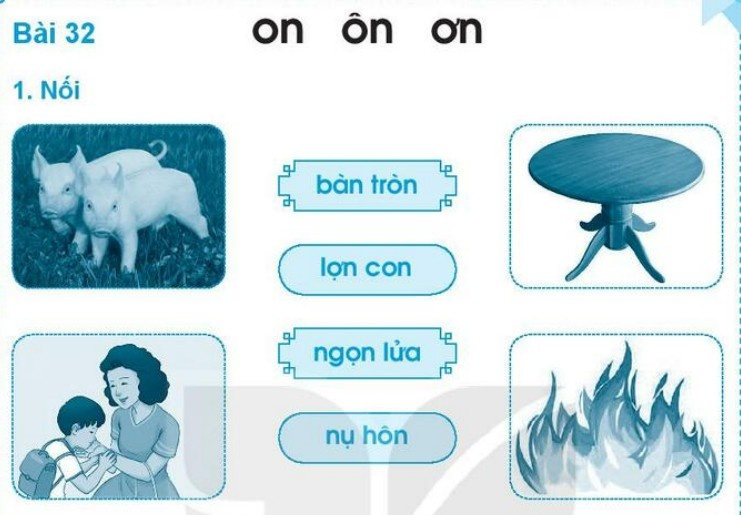 Bài 32
on ôn ơn
1. Nối
bàn tròn
lợn con
ngọn lửa
nụ hôn